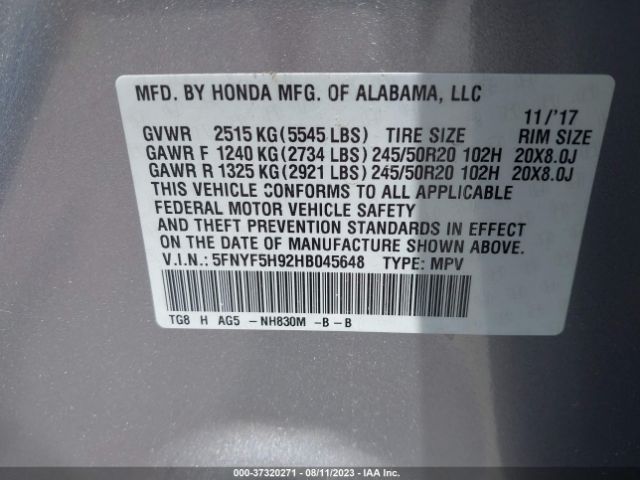 MFD. BY HONDA MFG. OF ALABAMA, LLC
11/'17
GVWR 2515 KG(5545 LBS) TIRE SIZE RIM SIZE
GAWR F 1240 KG(2734 LBS) 245/50R20 102H 20X8.0J
GAWR R 1325 KG(2921 LBS) 245/50R20 102H 20X8.0J
THIS VEHICLE CONFORMS TO ALL APPLICABLE
FEDERAL MOTOR VEHICLE SAFETY
AND THEFT PREVENTION STANDARDS IN EFFECT
ON THE DATE OF MANUFACTURE SHOWN ABOVE.
V.I.N.: 5FNYF5H92HB045648 TYPE: MPV
TG8 H AG5 -NH830M -B-B
000-37320271 - 08/11/2023 - IAAI.COM